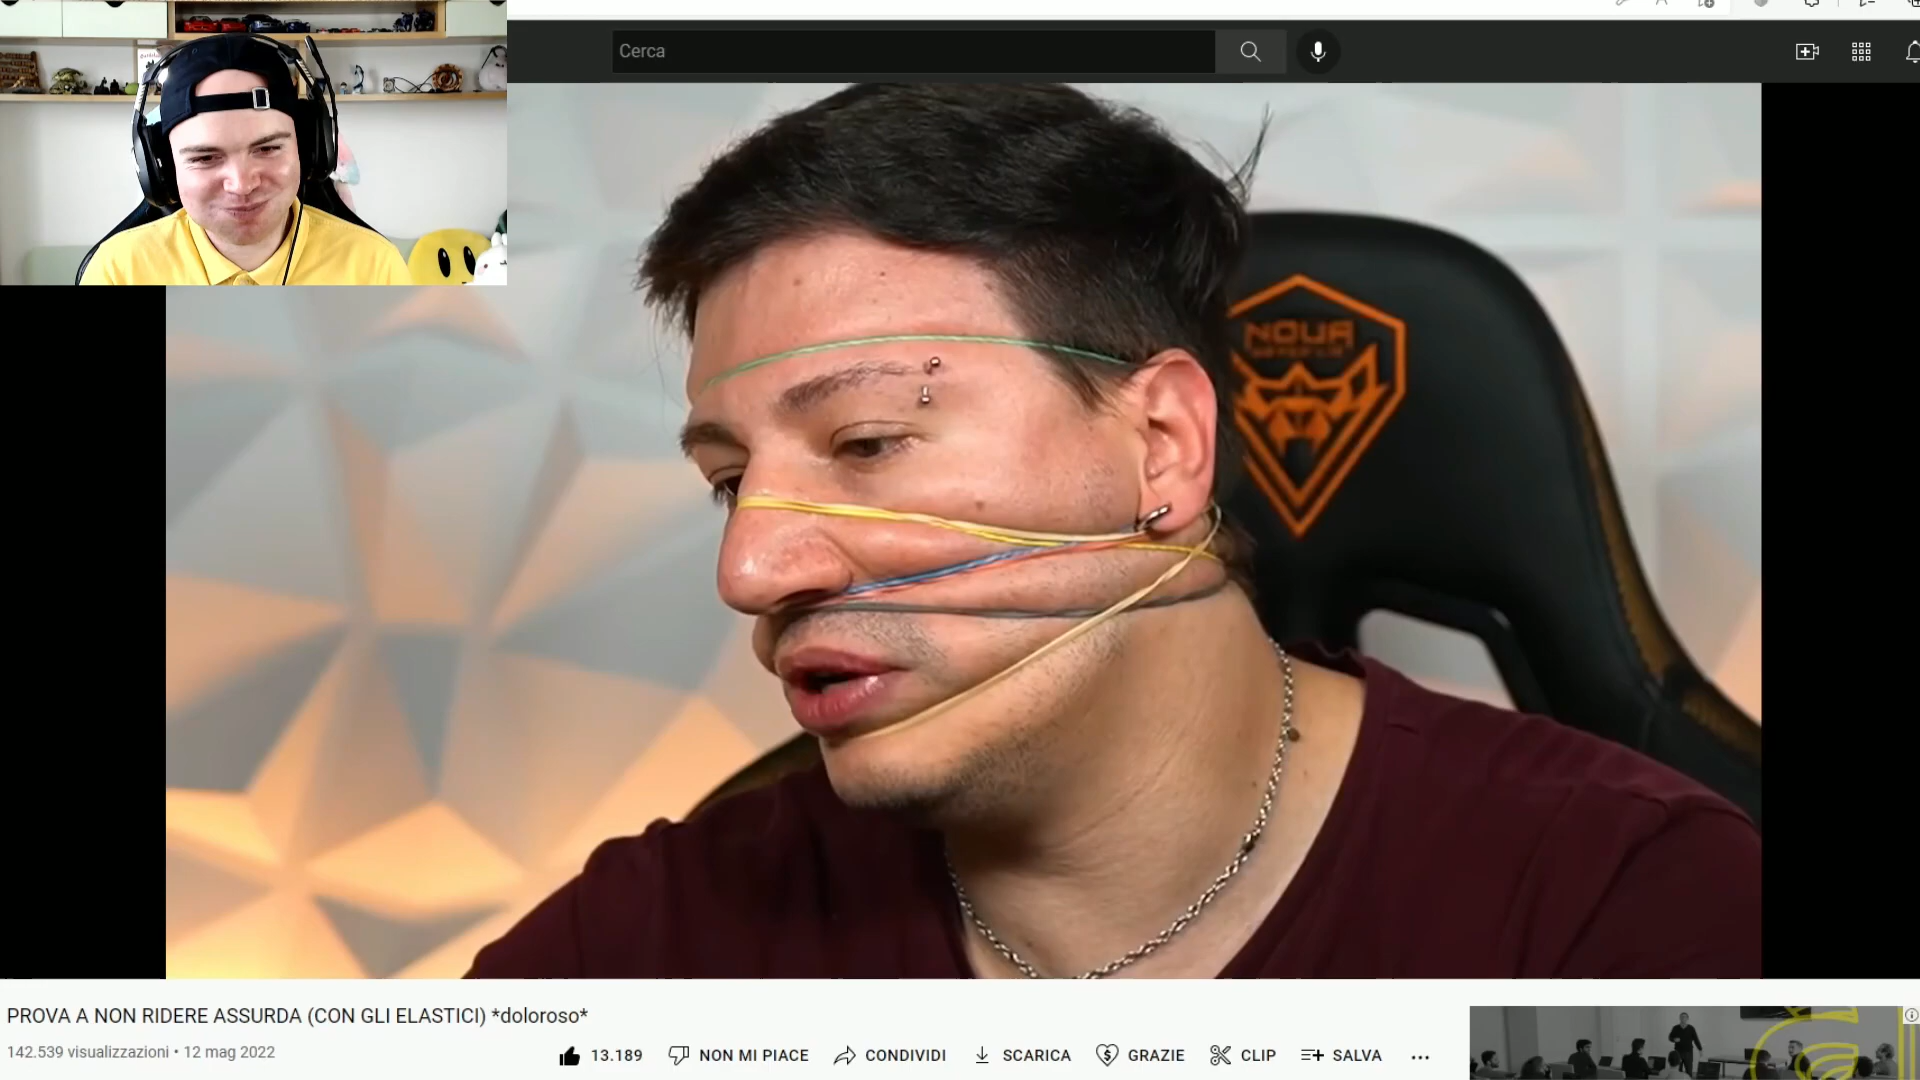 Cerca
NOUA
PROVA A NON RIDERE ASSURDA (CON GLI ELASTICI) *doloroso*
142.539 visualizzazioni • 12 mag 2022
13.189 NON MI PIACE CONDIVIDI SCARICA GRAZIE CLIP SALVA